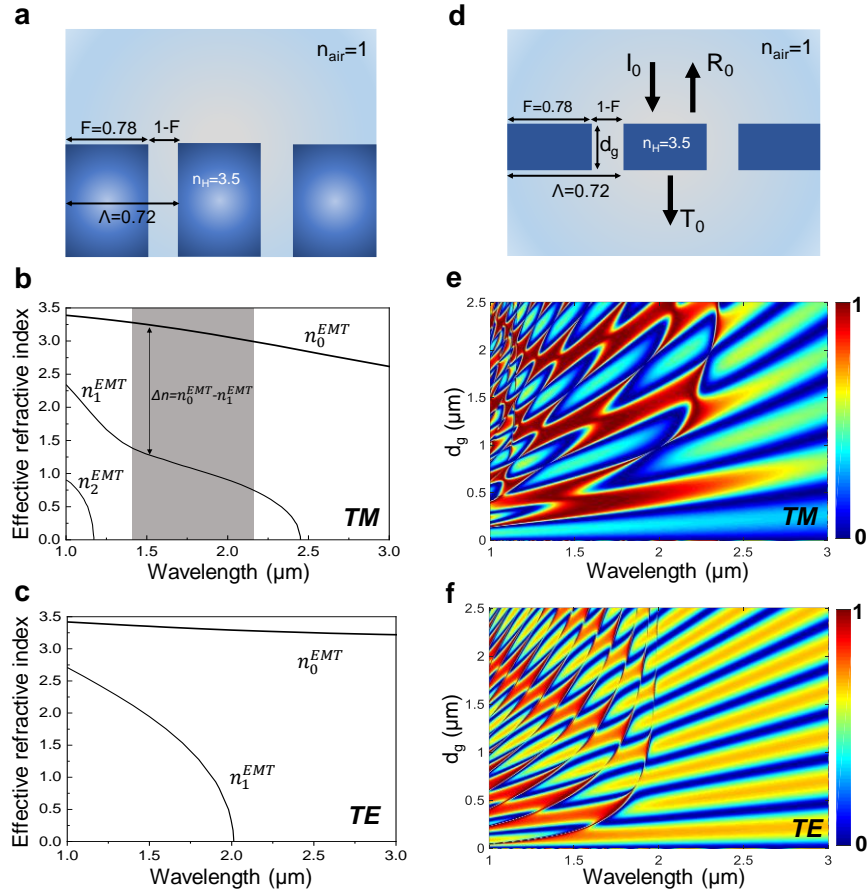 a
n_air=1
F=0.78
1-F
n_H=3.5
Λ=0.72
b
Effective refractive index
3.5
3.0
2.5
2.0
1.5
1.0
0.5
0.0
n_0^EMT
n_1^EMT
Δn=n_0^EMT-n_1^EMT
n_2^EMT
TM
1.0 1.5 2.0 2.5 3.0
Wavelength (μm)
c
Effective refractive index
3.5
3.0
2.5
2.0
1.5
1.0
0.5
0.0
n_0^EMT
n_1^EMT
TE
1.0 1.5 2.0 2.5 3.0
Wavelength (μm)
d
n_air=1
I_0
R_0
F=0.78
1-F
d_g
n_H=3.5
Λ=0.72
T_0
e
d_g (μm)
2.5
2
1.5
1
0.5
0
TM
1
0
1 1.5 2 2.5 3
Wavelength (μm)
f
d_g (μm)
2.5
2
1.5
1
0.5
0
TE
1
0
1 1.5 2 2.5 3
Wavelength (μm)